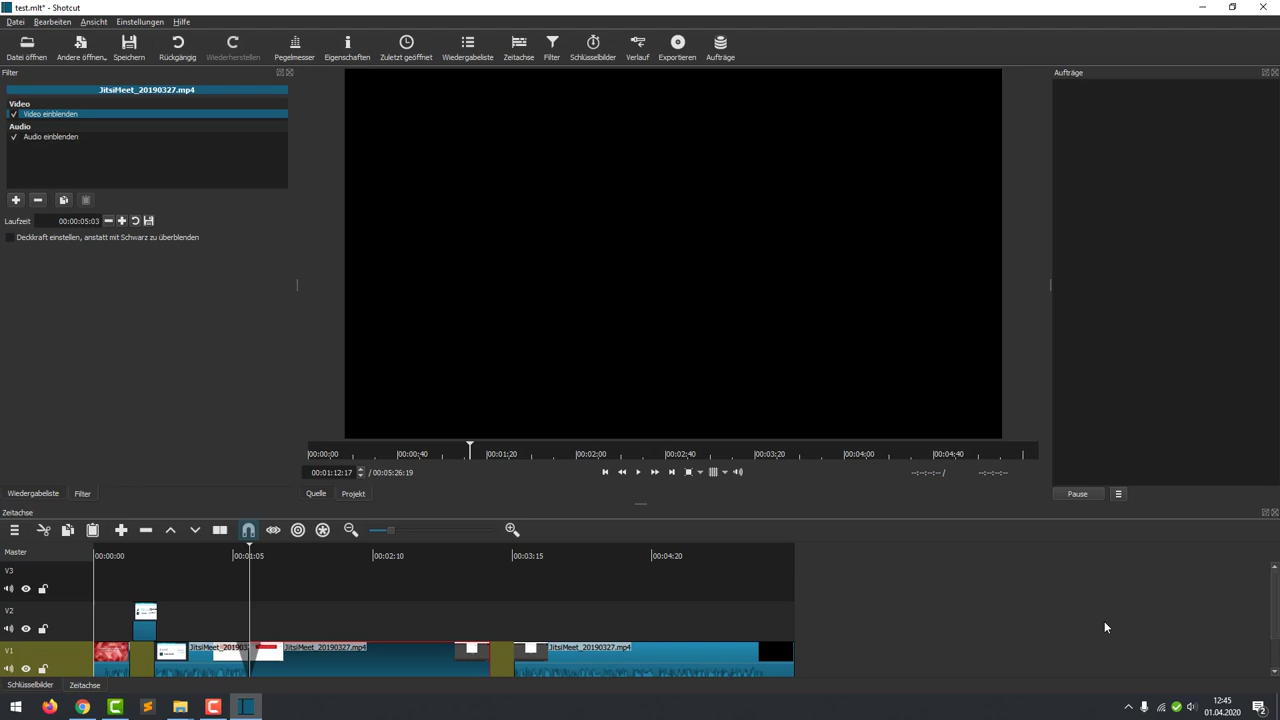 test.mlt* - Shotcut
Datei Bearbeiten Ansicht Einstellungen Hilfe
Datei öffnen Andere öffnen.. Speichern Rückgängig Wiederherstellen Pegelmesser Eigenschaften Zuletzt geöffnet Wiedergabeliste Zeitachse Filter Schlüsselbilder Verlauf Exportieren Aufträge
Filter
JitsiMeet_20190327.mp4
Video
Video einblenden
Audio
Audio einblenden
Laufzeit 00:00:05:03
Deckkraft einstellen, anstatt mit Schwarz zu überblenden
Aufträge
00:00:00 00:00:40 00:01:20 00:02:00 00:02:40 00:03:20 00:04:00 00:04:40
00:01:12:17 / 00:05:26:19
--:--:--:-- / --:--:--:--
Wiedergabeliste Filter
Quelle Projekt
Pause
Zeitachse
Master
00:00:00 00:01:05 00:02:10 00:03:15 00:04:20
V3
V2
V1
JitsiMeet_201903 JitsiMeet_20190327.mp4 JitsiMeet_20190327.mp4
Schlüsselbilder Zeitachse
12:45
01.04.2020
2